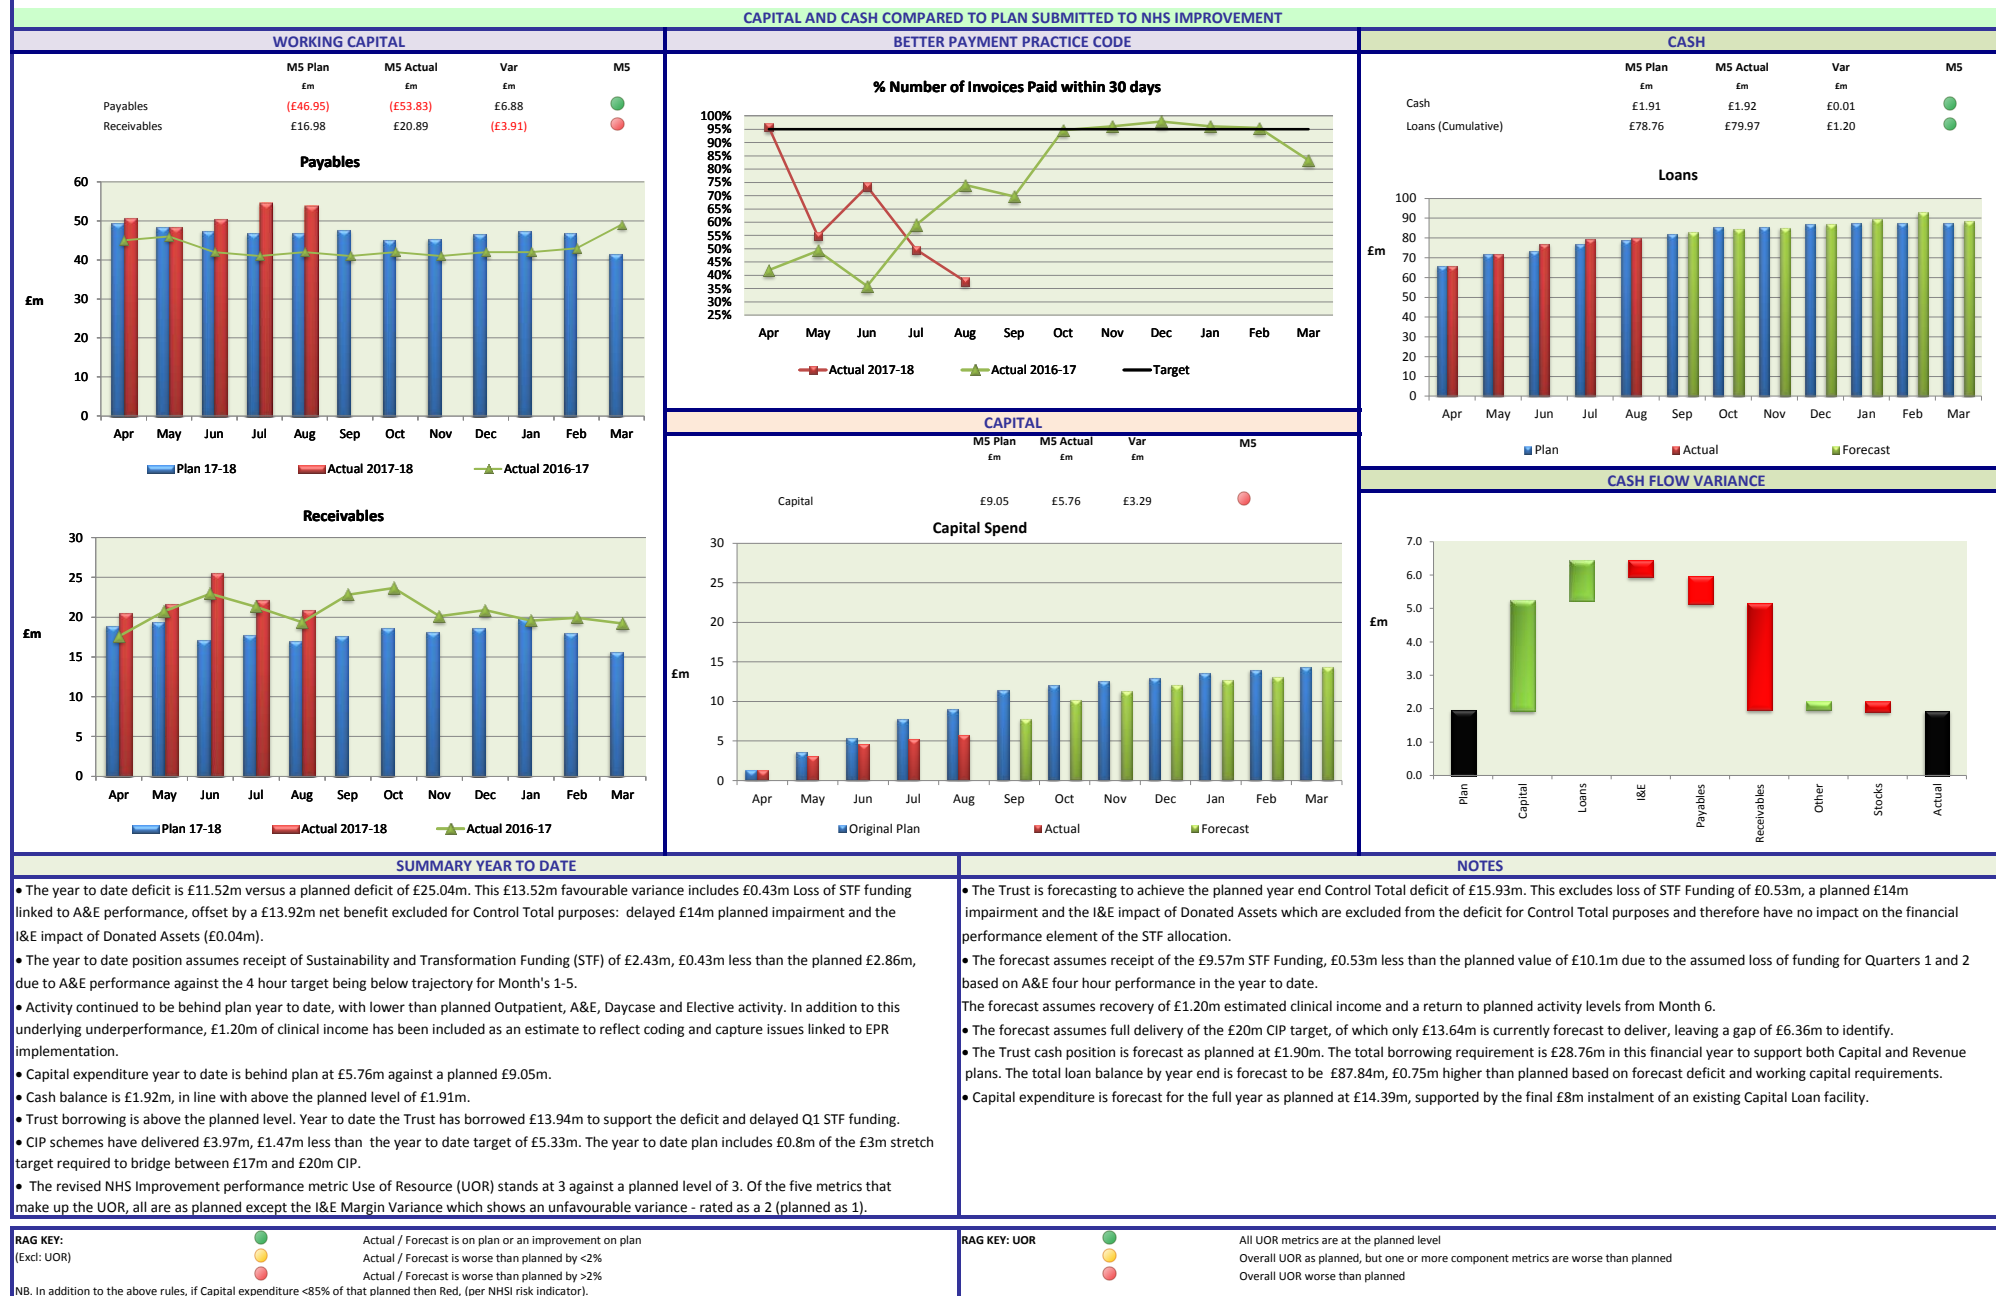 CAPITAL AND CASH COMPARED TO PLAN SUBMITTED TO NHS IMPROVEMENT
WORKING CAPITAL
M5 Plan M5 Actual Var M5
£m £m £m
Payables (£46.95) (£53.83) £6.88
Receivables £16.98 £20.89 (£3.91)
Payables
60
50
40
30
20
10
0
£m
Apr May Jun Jul Aug Sep Oct Nov Dec Jan Feb Mar
Plan 17-18 Actual 2017-18 Actual 2016-17
Receivables
30
25
20
15
10
5
0
£m
Apr May Jun Jul Aug Sep Oct Nov Dec Jan Feb Mar
Plan 17-18 Actual 2017-18 Actual 2016-17
BETTER PAYMENT PRACTICE CODE
% Number of Invoices Paid within 30 days
100%
95%
90%
85%
80%
75%
70%
65%
60%
55%
50%
45%
40%
35%
30%
25%
Apr May Jun Jul Aug Sep Oct Nov Dec Jan Feb Mar
Actual 2017-18 Actual 2016-17 Target
CAPITAL
M5 Plan M5 Actual Var M5
£m £m £m
Capital £9.05 £5.76 £3.29
Capital Spend
30
25
20
15
10
5
0
£m
Apr May Jun Jul Aug Sep Oct Nov Dec Jan Feb Mar
Original Plan Actual Forecast
CASH
M5 Plan M5 Actual Var M5
£m £m £m
Cash £1.91 £1.92 £0.01
Loans (Cumulative) £78.76 £79.97 £1.20
Loans
100
90
80
70
60
50
40
30
20
10
0
£m
Apr May Jun Jul Aug Sep Oct Nov Dec Jan Feb Mar
Plan Actual Forecast
CASH FLOW VARIANCE
7.0
6.0
5.0
4.0
3.0
2.0
1.0
0.0
£m
Plan Capital Loans I&E Payables Receivables Other Stocks Actual
SUMMARY YEAR TO DATE
• The year to date deficit is £11.52m versus a planned deficit of £25.04m. This £13.52m favourable variance includes £0.43m Loss of STF funding
linked to A&E performance, offset by a £13.92m net benefit excluded for Control Total purposes: delayed £14m planned impairment and the
I&E impact of Donated Assets (£0.04m).
• The year to date position assumes receipt of Sustainability and Transformation Funding (STF) of £2.43m, £0.43m less than the planned £2.86m,
due to A&E performance against the 4 hour target being below trajectory for Month's 1-5.
• Activity continued to be behind plan year to date, with lower than planned Outpatient, A&E, Daycase and Elective activity. In addition to this
underlying underperformance, £1.20m of clinical income has been included as an estimate to reflect coding and capture issues linked to EPR
implementation.
• Capital expenditure year to date is behind plan at £5.76m against a planned £9.05m.
• Cash balance is £1.92m, in line with above the planned level of £1.91m.
• Trust borrowing is above the planned level. Year to date the Trust has borrowed £13.94m to support the deficit and delayed Q1 STF funding.
• CIP schemes have delivered £3.97m, £1.47m less than the year to date target of £5.33m. The year to date plan includes £0.8m of the £3m stretch
target required to bridge between £17m and £20m CIP.
• The revised NHS Improvement performance metric Use of Resource (UOR) stands at 3 against a planned level of 3. Of the five metrics that
make up the UOR, all are as planned except the I&E Margin Variance which shows an unfavourable variance - rated as a 2 (planned as 1).
NOTES
• The Trust is forecasting to achieve the planned year end Control Total deficit of £15.93m. This excludes loss of STF Funding of £0.53m, a planned £14m
impairment and the I&E impact of Donated Assets which are excluded from the deficit for Control Total purposes and therefore have no impact on the financial
performance element of the STF allocation.
• The forecast assumes receipt of the £9.57m STF Funding, £0.53m less than the planned value of £10.1m due to the assumed loss of funding for Quarters 1 and 2
based on A&E four hour performance in the year to date.
The forecast assumes recovery of £1.20m estimated clinical income and a return to planned activity levels from Month 6.
• The forecast assumes full delivery of the £20m CIP target, of which only £13.64m is currently forecast to deliver, leaving a gap of £6.36m to identify.
• The Trust cash position is forecast as planned at £1.90m. The total borrowing requirement is £28.76m in this financial year to support both Capital and Revenue
plans. The total loan balance by year end is forecast to be £87.84m, £0.75m higher than planned based on forecast deficit and working capital requirements.
• Capital expenditure is forecast for the full year as planned at £14.39m, supported by the final £8m instalment of an existing Capital Loan facility.
RAG KEY: Actual / Forecast is on plan or an improvement on plan
(Excl: UOR) Actual / Forecast is worse than planned by <2%
Actual / Forecast is worse than planned by >2%
NB. In addition to the above rules, if Capital expenditure <85% of that planned then Red, (per NHSI risk indicator).
RAG KEY: UOR All UOR metrics are at the planned level
Overall UOR as planned, but one or more component metrics are worse than planned
Overall UOR worse than planned